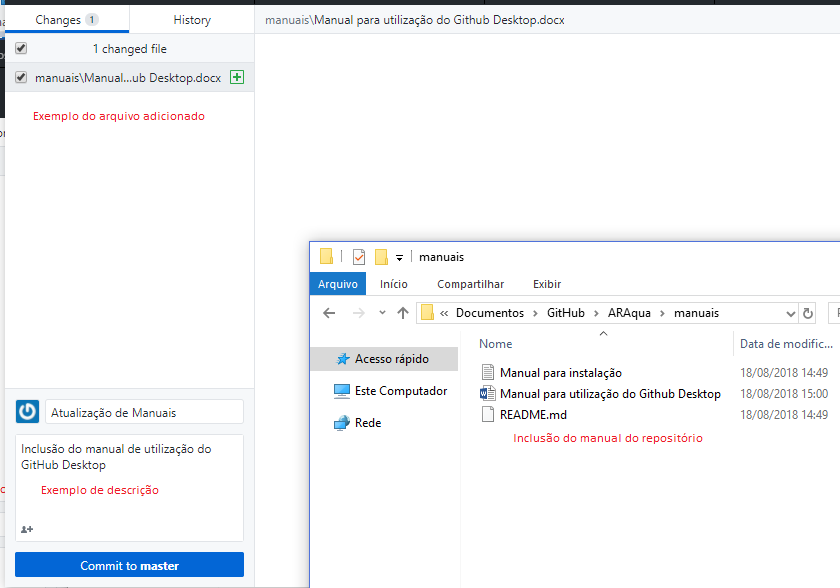 Changes 1 History
manuais\Manual para utilização do Github Desktop.docx
1 changed file
manuais\Manual...ub Desktop.docx
Exemplo do arquivo adicionado
manuais
Arquivo Início Compartilhar Exibir
« Documentos › GitHub › ARAqua › manuais
Nome Data de modific...
Acesso rápido
Este Computador
Rede
Manual para instalação 18/08/2018 14:49
Manual para utilização do Github Desktop 18/08/2018 15:00
README.md 18/08/2018 14:49
Inclusão do manual do repositório
Atualização de Manuais
Inclusão do manual de utilização do
GitHub Desktop
Exemplo de descrição
Commit to master